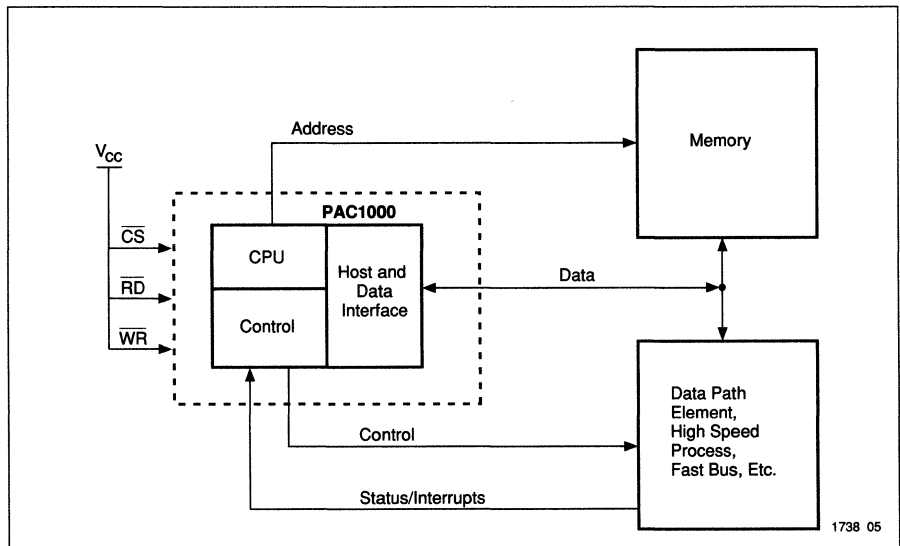 Address
Memory
VCC
PAC1000
CS
CPU
Host and
Data
Interface
RD
Data
Control
WR
Data Path
Element,
High Speed
Process,
Fast Bus, Etc.
Control
Status/Interrupts
1738 05